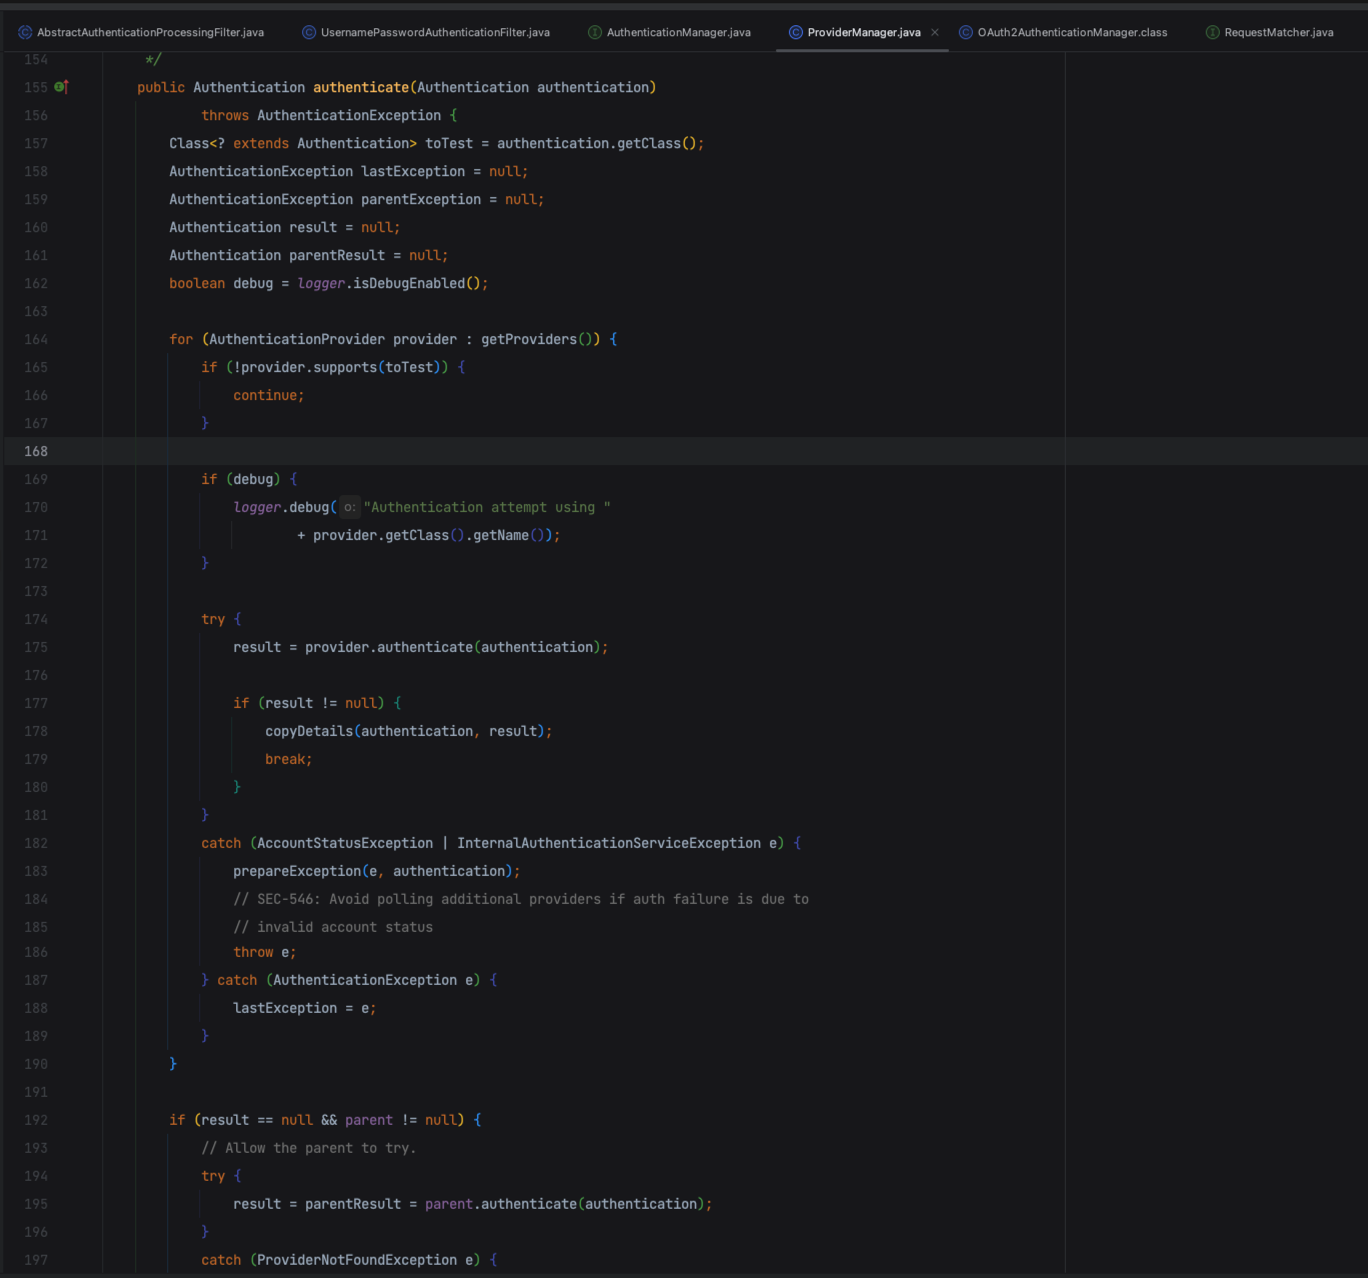 AbstractAuthenticationProcessingFilter.java UsernamePasswordAuthenticationFilter.java AuthenticationManager.java ProviderManager.java OAuth2AuthenticationManager.class RequestMatcher.java
154 */
155 public Authentication authenticate(Authentication authentication)
156 throws AuthenticationException {
157 Class<? extends Authentication> toTest = authentication.getClass();
158 AuthenticationException lastException = null;
159 AuthenticationException parentException = null;
160 Authentication result = null;
161 Authentication parentResult = null;
162 boolean debug = logger.isDebugEnabled();
163
164 for (AuthenticationProvider provider : getProviders()) {
165 if (!provider.supports(toTest)) {
166 continue;
167 }
168
169 if (debug) {
170 logger.debug( o: "Authentication attempt using "
171 + provider.getClass().getName());
172 }
173
174 try {
175 result = provider.authenticate(authentication);
176
177 if (result != null) {
178 copyDetails(authentication, result);
179 break;
180 }
181 }
182 catch (AccountStatusException | InternalAuthenticationServiceException e) {
183 prepareException(e, authentication);
184 // SEC-546: Avoid polling additional providers if auth failure is due to
185 // invalid account status
186 throw e;
187 } catch (AuthenticationException e) {
188 lastException = e;
189 }
190 }
191
192 if (result == null && parent != null) {
193 // Allow the parent to try.
194 try {
195 result = parentResult = parent.authenticate(authentication);
196 }
197 catch (ProviderNotFoundException e) {